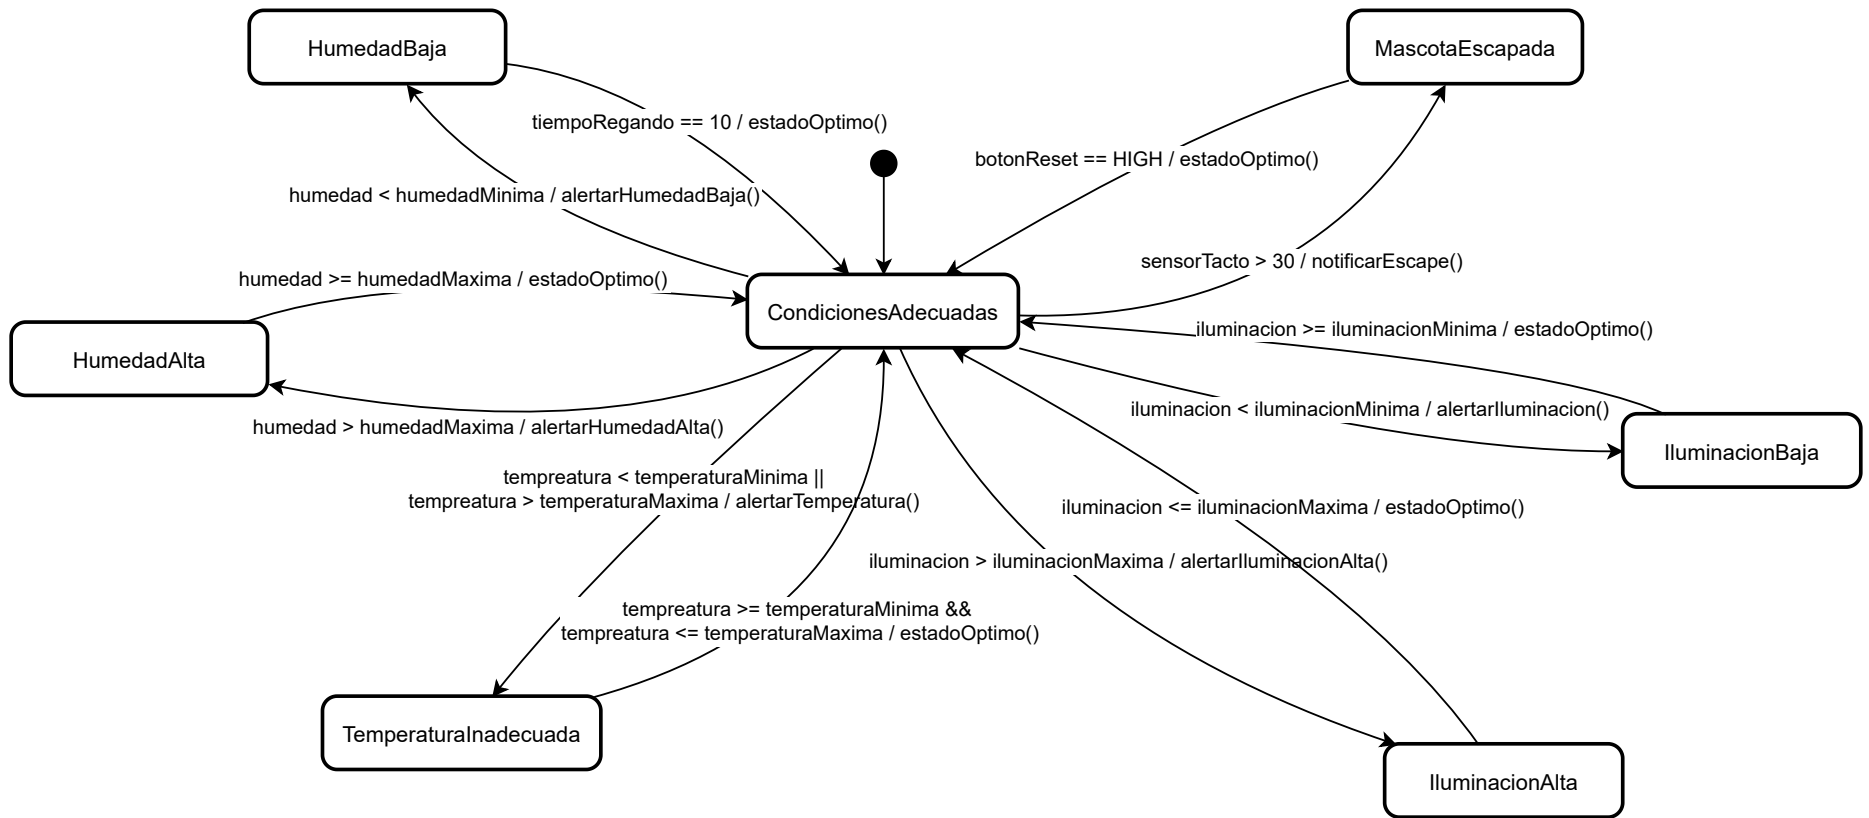 HumedadBaja
MascotaEscapada
tiempoRegando == 10 / estadoOptimo()
botonReset == HIGH / estadoOptimo()
humedad < humedadMinima / alertarHumedadBaja()
sensorTacto > 30 / notificarEscape()
humedad >= humedadMaxima / estadoOptimo()
CondicionesAdecuadas
iluminacion >= iluminacionMinima / estadoOptimo()
HumedadAlta
iluminacion < iluminacionMinima / alertarIluminacion()
humedad > humedadMaxima / alertarHumedadAlta()
IluminacionBaja
tempreatura < temperaturaMinima ||
tempreatura > temperaturaMaxima / alertarTemperatura()
iluminacion <= iluminacionMaxima / estadoOptimo()
iluminacion > iluminacionMaxima / alertarIluminacionAlta()
tempreatura >= temperaturaMinima &&
tempreatura <= temperaturaMaxima / estadoOptimo()
TemperaturaInadecuada
IluminacionAlta